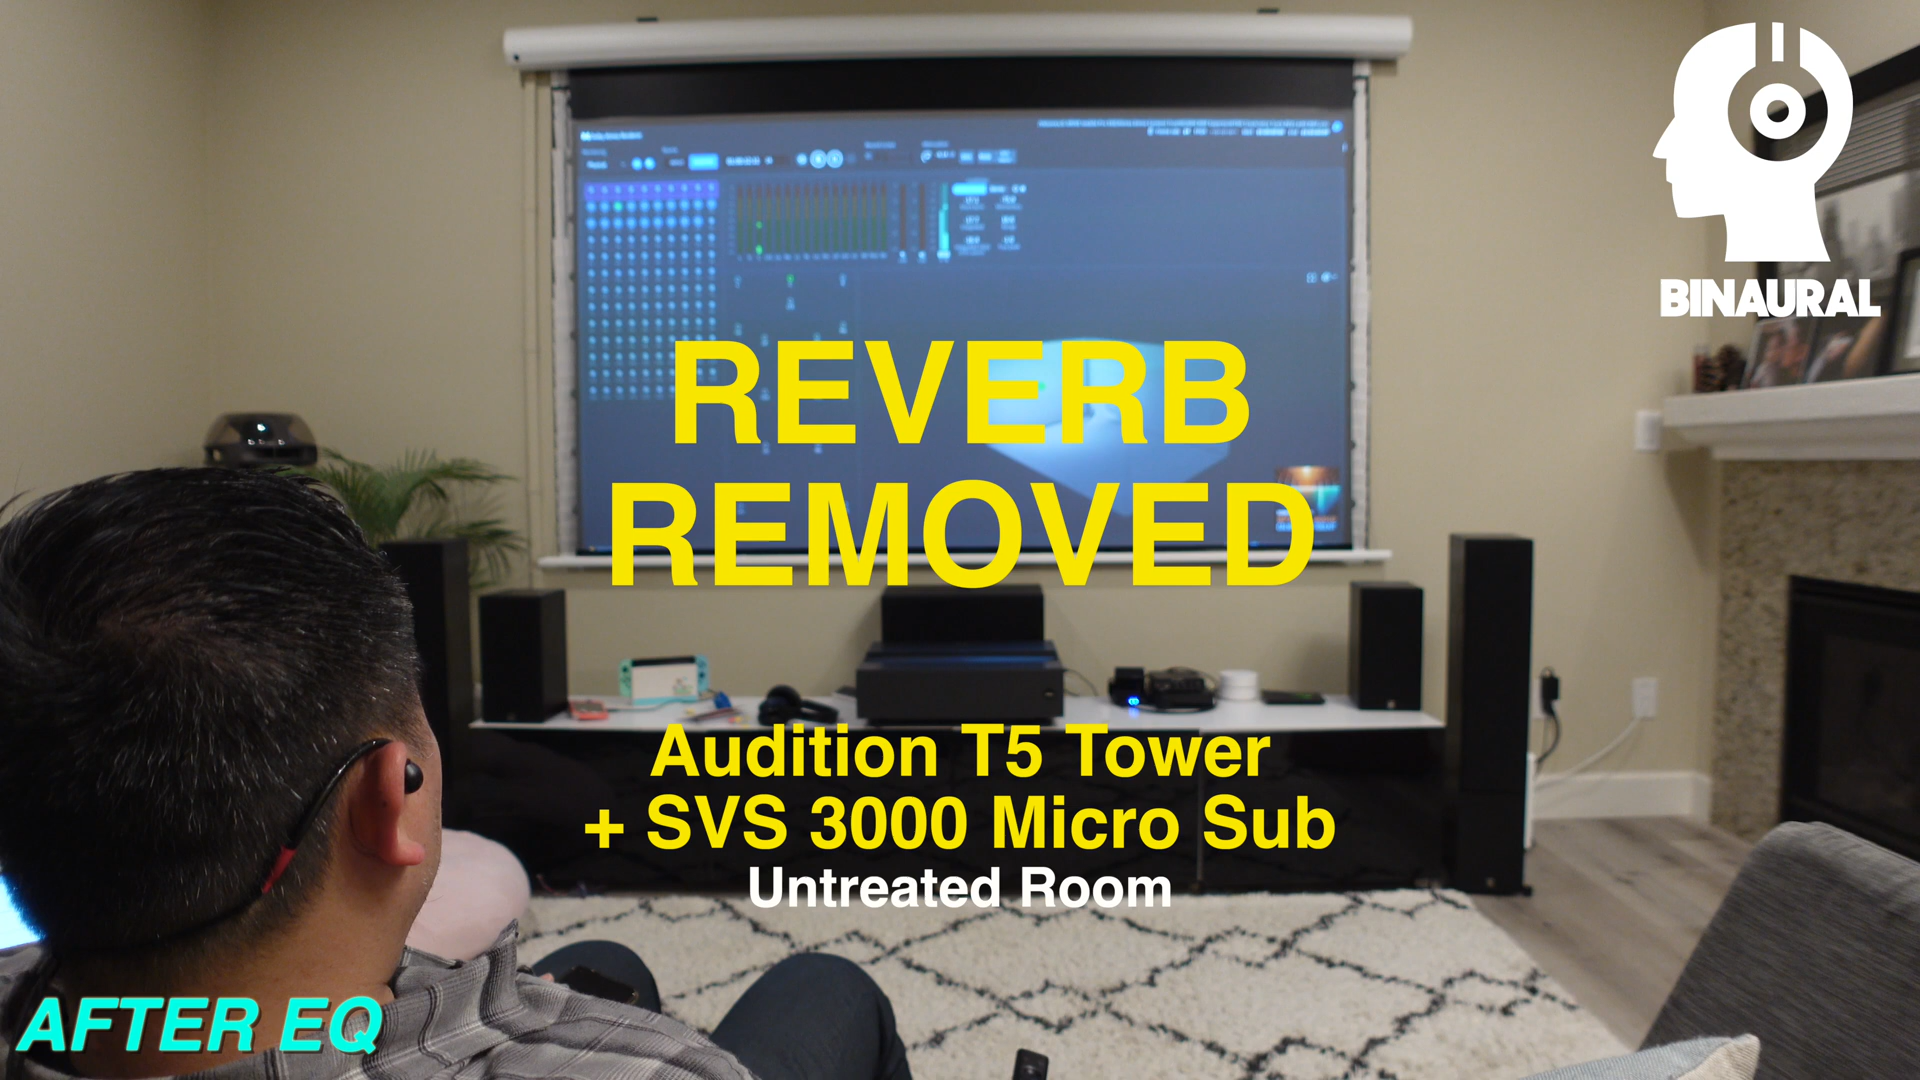 BINAURAL
REVERB
REMOVED
Audition T5 Tower
+ SVS 3000 Micro Sub
Untreated Room
AFTER EQ